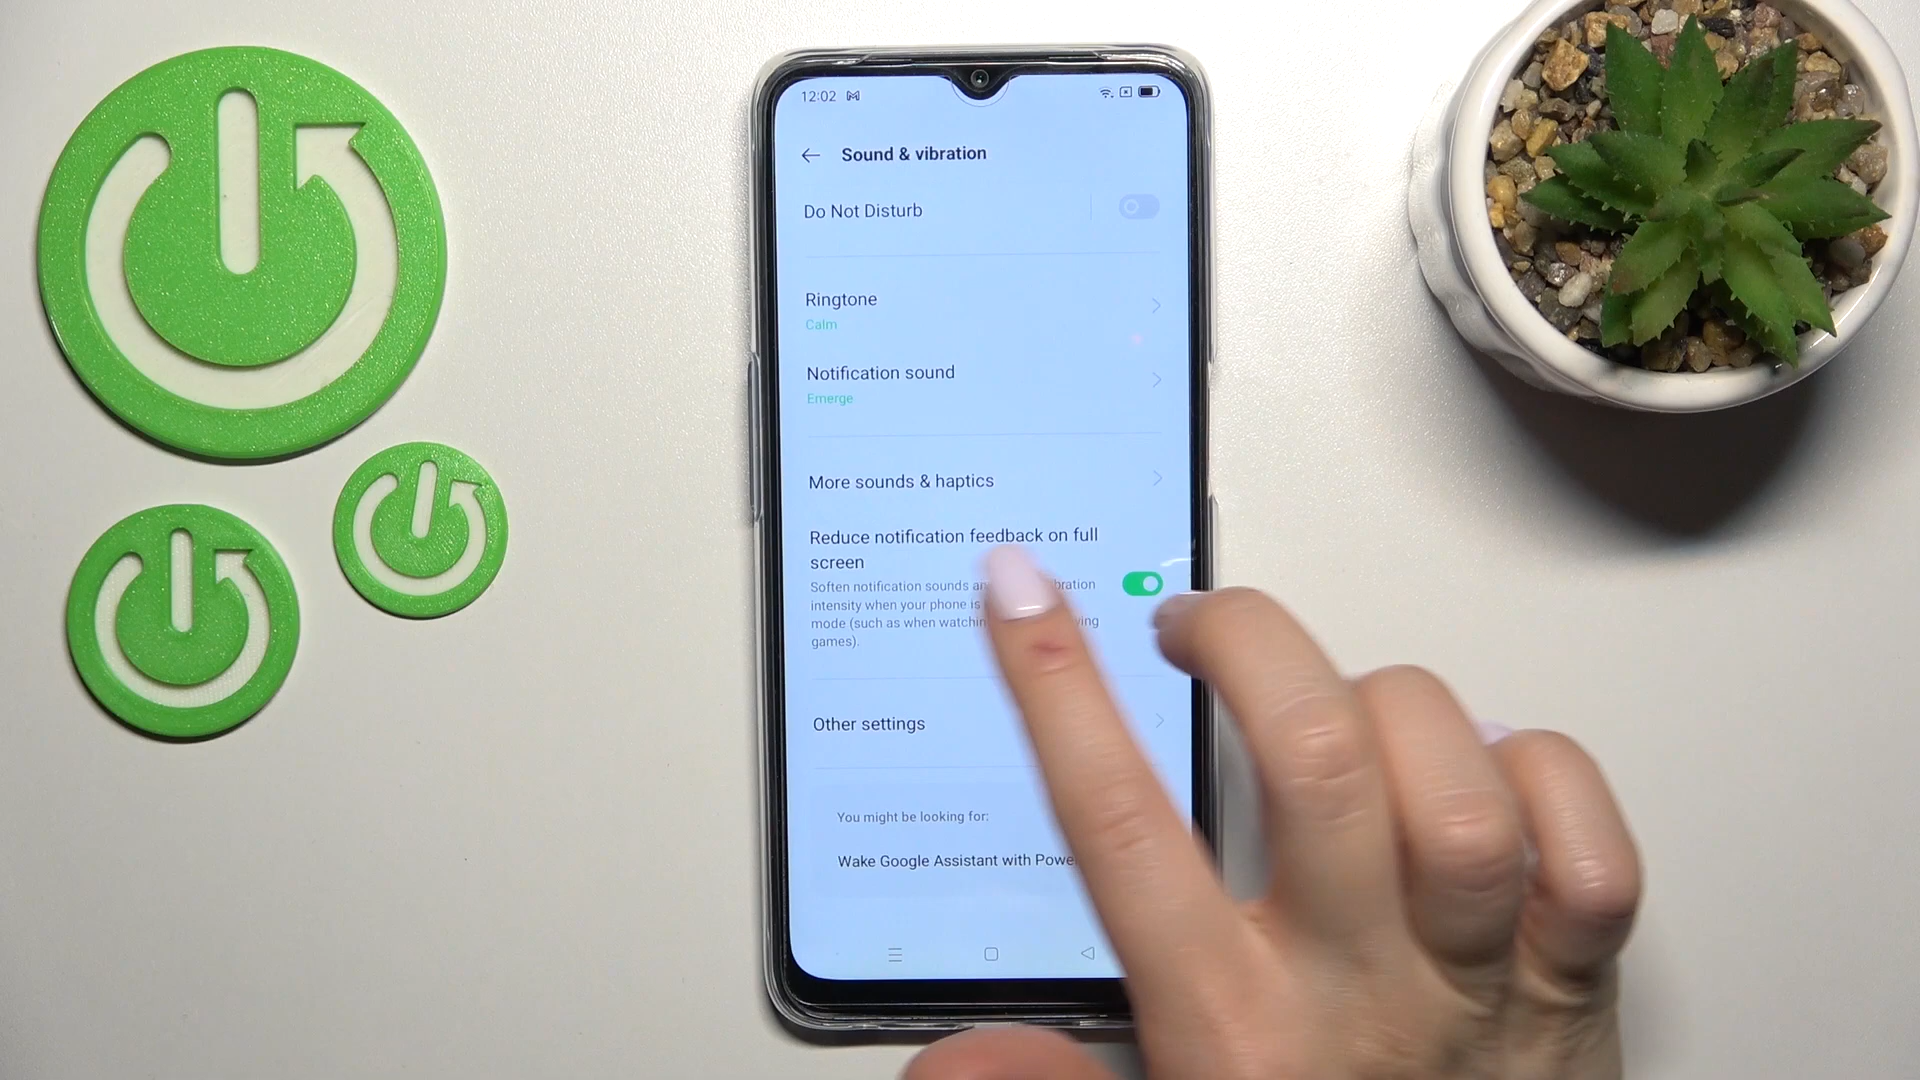 12:02
Sound & vibration
Do Not Disturb
Ringtone
Calm
Notification sound
Emerge
More sounds & haptics
Reduce notification feedback on full
screen
Soften notification sounds
intensity when your phone is
mode (such as when
games).
Other settings
You might be looking for:
Wake Google Assistant with